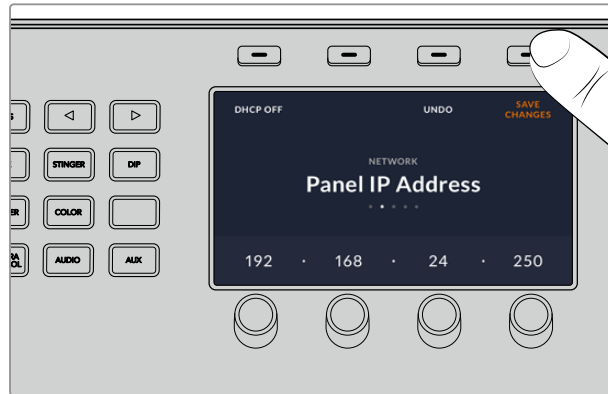 DHCP OFF
UNDO
SAVE
CHANGES
NETWORK
Panel IP Address
192 · 168 · 24 · 250
STINGER
DIP
COLOR
AUDIO
AUX